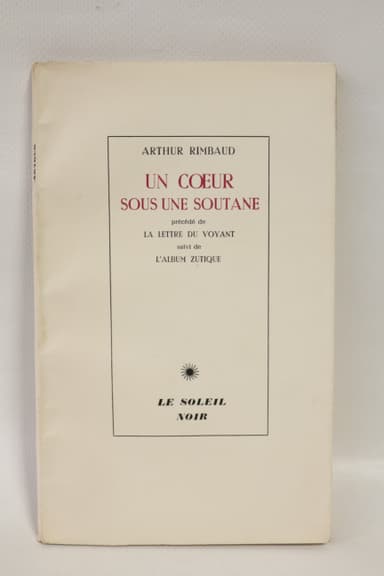 ARTHUR RIMBAUD
UN CŒUR
SOUS UNE SOUTANE
précédé de
LA LETTRE DU VOYANT
suivi de
L'ALBUM ZUTIQUE
LE SOLEIL
NOIR